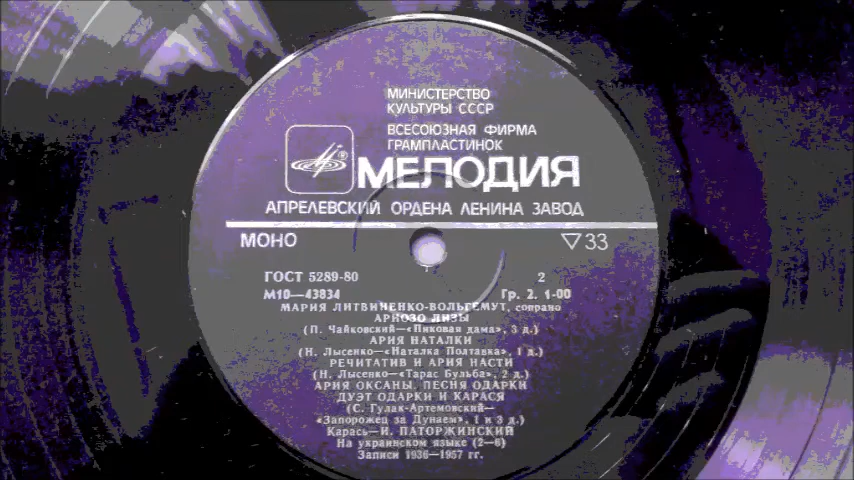 МИНИСТЕРСТВО
КУЛЬТУРЫ СССР
ВСЕСОЮЗНАЯ ФИРМА
ГРАМПЛАСТИНОК
®
МЕЛОДИЯ
АПРЕЛЕВСКИЙ ОРДЕНА ЛЕНИНА ЗАВОД
МОНО ▽33
ГОСТ 5289-80 2
М10—43834 Гр. 2. 1-00
МАРИЯ ЛИТВИНЕНКО-ВОЛЬГЕМУТ, сопрано
АРИОЗО ЛИЗЫ
(П. Чайковский—«Пиковая дама», 3 д.)
АРИЯ НАТАЛКИ
(Н. Лысенко—«Наталка Полтавка», 1 д.)
РЕЧИТАТИВ И АРИЯ НАСТИ
(Н. Лысенко—«Тарас Бульба», 2 д.)
АРИЯ ОКСАНЫ, ПЕСНЯ ОДАРКИ
ДУЭТ ОДАРКИ И КАРАСЯ
(С. Гулак-Артемовский—
«Запорожец за Дунаем», 1 и 3 д.)
Карась—И. ПАТОРЖИНСКИЙ
На украинском языке (2—6)
Записи 1936—1957 гг.